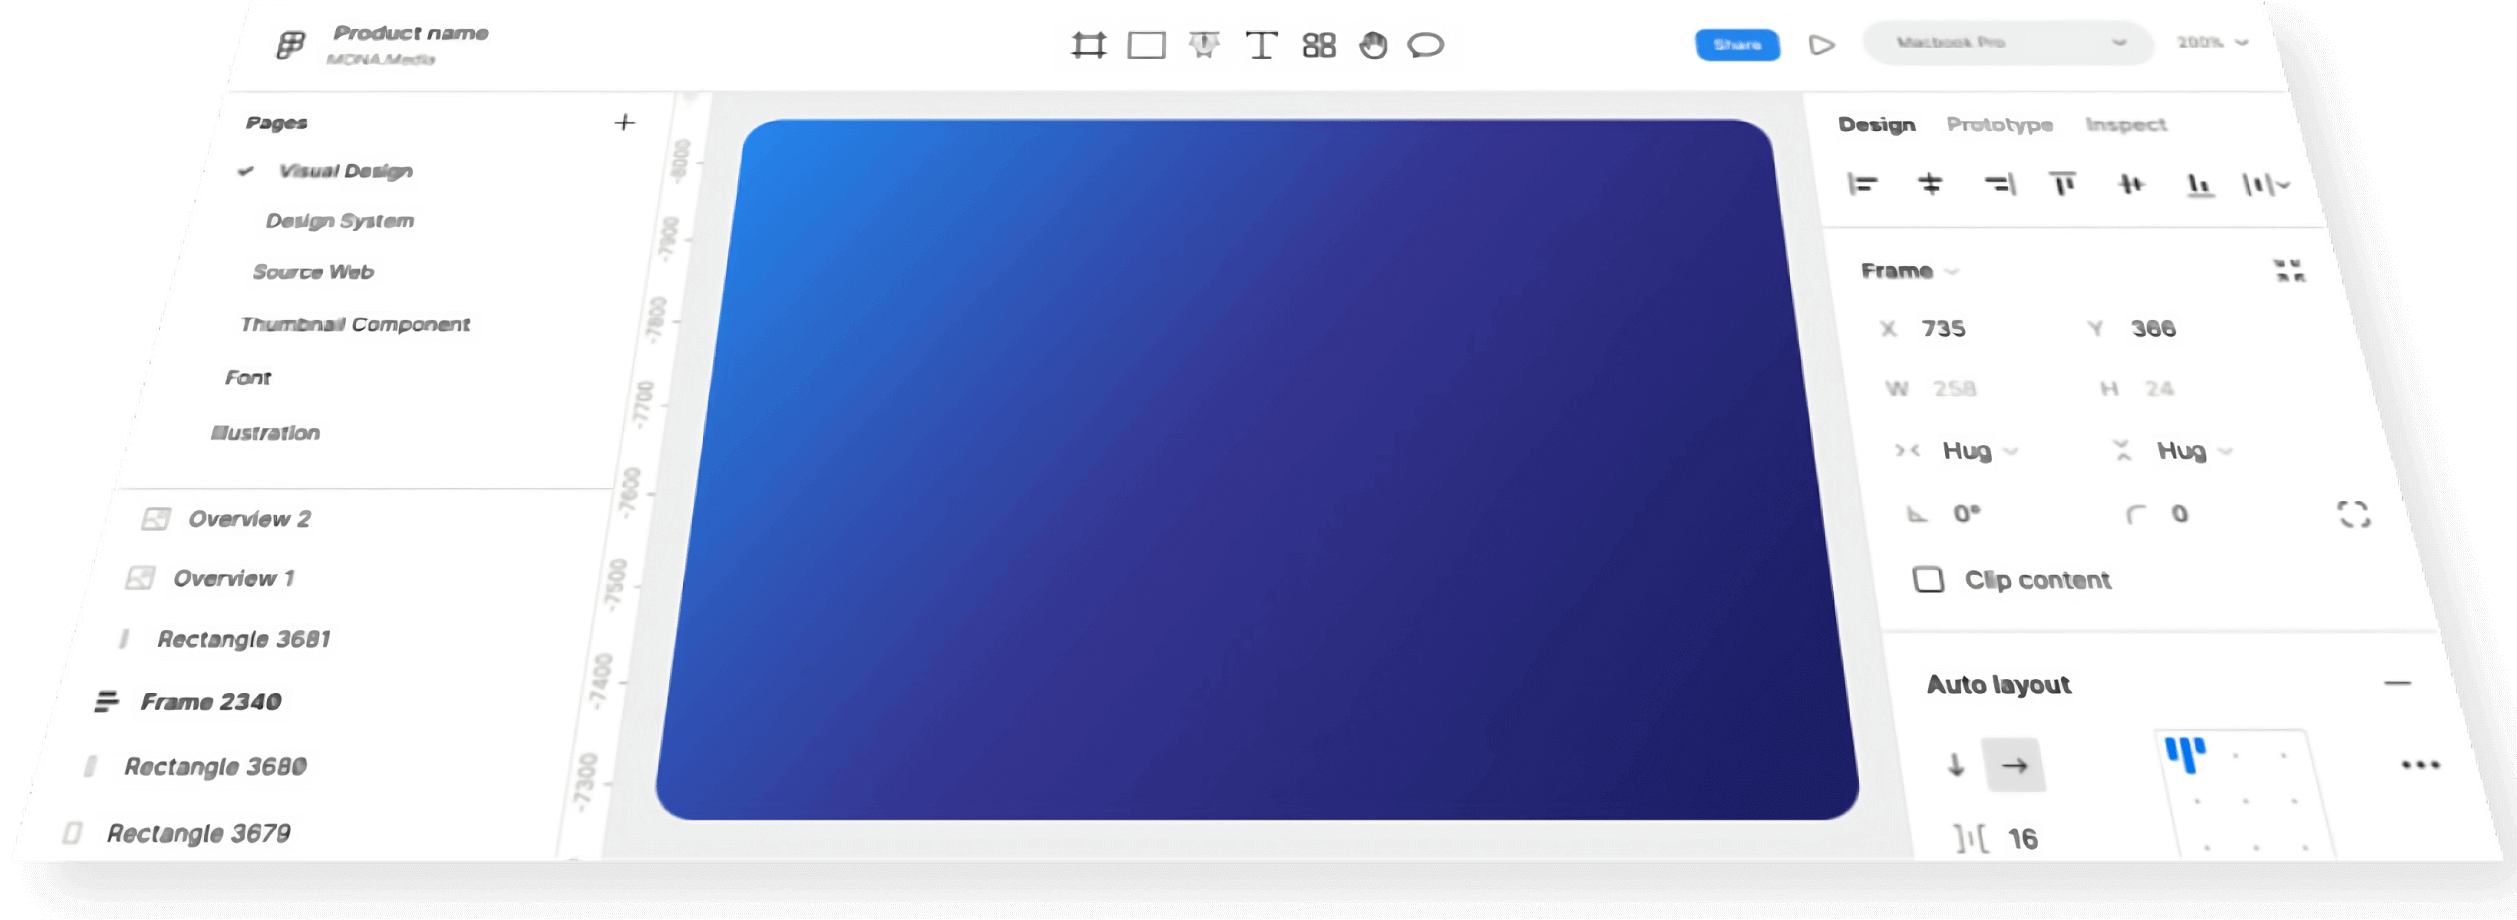 Product name
MONA Media
Share
Macbook Pro
200%
Pages
Visual Design
Design System
Source Web
Thumbnail Component
Font
Illustration
Overview 2
Overview 1
Rectangle 3681
Frame 2340
Rectangle 3680
Rectangle 3679
-8000
-7900
-7800
-7700
-7600
-7500
-7400
-7300
Design Prototype Inspect
Frame
X 735 Y
W 258 H 24
Hug Hug
0° 0
Clip content
Auto layout
16